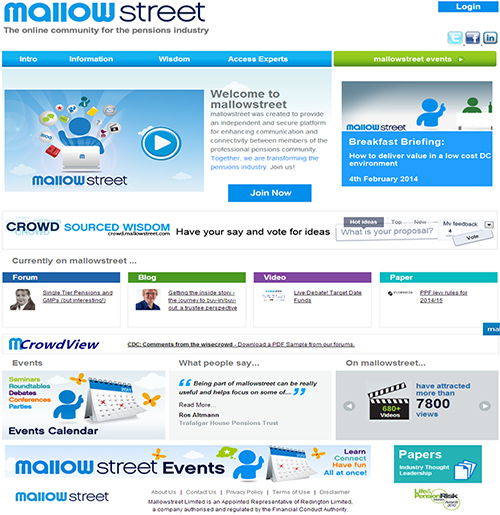 mallowstreet
The online community for the pensions industry
Login
Intro
Information
Wisdom
Access Experts
mallowstreet events
mallowstreet
Welcome to
mallowstreet
mallowstreet was created to provide
an independent and secure platform
for enhancing communication and
connectivity between members of the
professional pensions community.
Together, we are transforming the
pensions industry. Join us!
Join Now
mallowstreet
Breakfast Briefing:
How to deliver value in a low cost DC
environment
4th February 2014
CROWD SOURCED WISDOM
crowd.mallowstreet.com
Have your say and vote for ideas
Hot ideas
Top
New
My feedback
What is your proposal?
4
Vote
Currently on mallowstreet ...
Forum
Single Tier Pensions and
GMPs (but interesting!)
Blog
Getting the inside story -
the journey to buy-in/buy-
out, a trustee perspective
Video
Live Debate! Target Date
Funds
Paper
PPF levy rules for
2014/15
ma
mCrowdView
CDC: Comments from the wisecrowd - Download a PDF Sample from our forums.
Events
Seminars
Roundtables
Debates
Conferences
Parties
Events Calendar
What people say...
Being part of mallowstreet can be really
useful and helps focus on some of...
Read More...
Ros Altmann
Trafalgar House Pensions Trust
On mallowstreet...
680+
Videos
have attracted
more than
7800
views
mallowstreet Events
Learn
Connect
Have fun
All at once!
Papers
Industry Thought
Leadership
mallowstreet
About Us | Contact Us | Privacy Policy | Terms of Use | Disclaimer
Mallowstreet Limited is an Appointed Representative of Redington Limited,
a company authorised and regulated by the Financial Conduct Authority.
Life&
PensionRisk